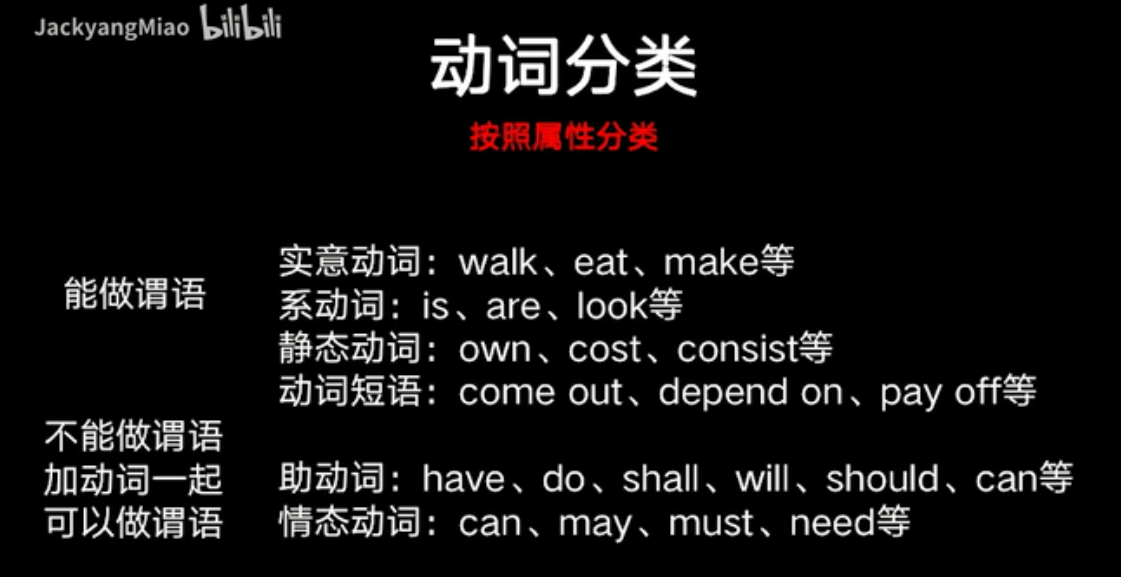 JackyangMiao bilibili
动词分类
按照属性分类
能做谓语
实意动词：walk、eat、make等
系动词：is、are、look等
静态动词：own、cost、consist等
动词短语：come out、depend on、pay off等
不能做谓语
加动词一起
可以做谓语
助动词：have、do、shall、will、should、can等
情态动词：can、may、must、need等